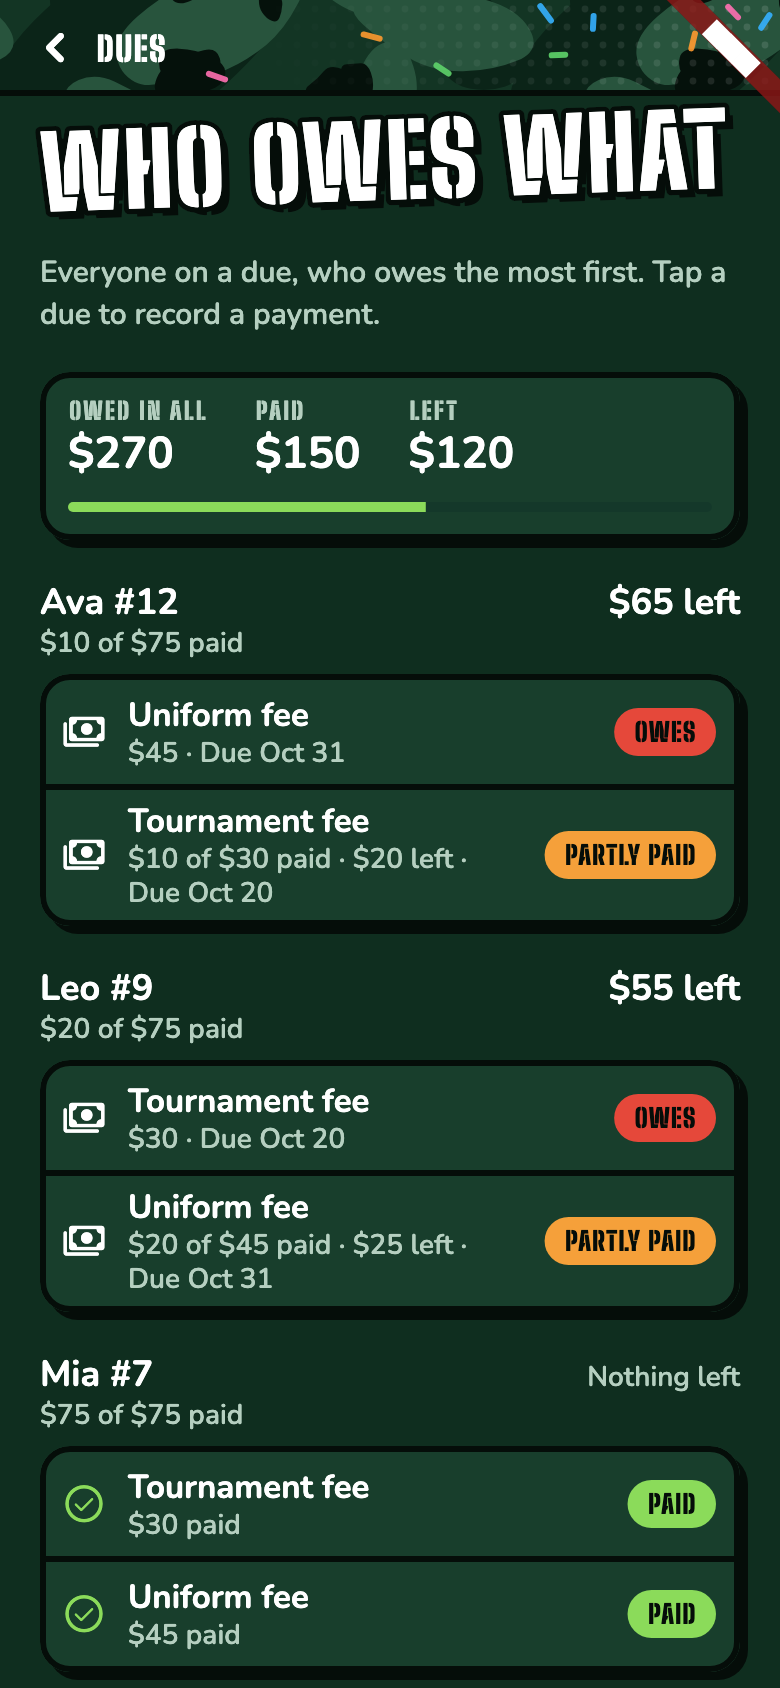 DUES
WHO OWES WHAT
Everyone on a due, who owes the most first. Tap a
due to record a payment.
OWED IN ALL PAID LEFT
$270 $150 $120
Ava #12 $65 left
$10 of $75 paid
Uniform fee
$45 · Due Oct 31
OWES
Tournament fee
$10 of $30 paid · $20 left ·
Due Oct 20
PARTLY PAID
Leo #9 $55 left
$20 of $75 paid
Tournament fee
$30 · Due Oct 20
OWES
Uniform fee
$20 of $45 paid · $25 left ·
Due Oct 31
PARTLY PAID
Mia #7 Nothing left
$75 of $75 paid
Tournament fee
$30 paid
PAID
Uniform fee
$45 paid
PAID